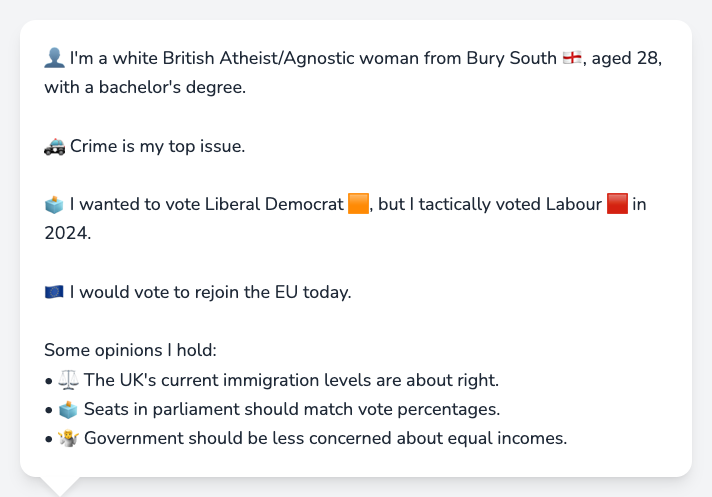 👤 I'm a white British Atheist/Agnostic woman from Bury South 🏴󠁧󠁢󠁥󠁮󠁧󠁿, aged 28,
with a bachelor's degree.
🚓 Crime is my top issue.
🗳️ I wanted to vote Liberal Democrat 🟧, but I tactically voted Labour 🟥 in
2024.
🇪🇺 I would vote to rejoin the EU today.
Some opinions I hold:
• ⚖️ The UK's current immigration levels are about right.
• 🗳️ Seats in parliament should match vote percentages.
• 🤷 Government should be less concerned about equal incomes.